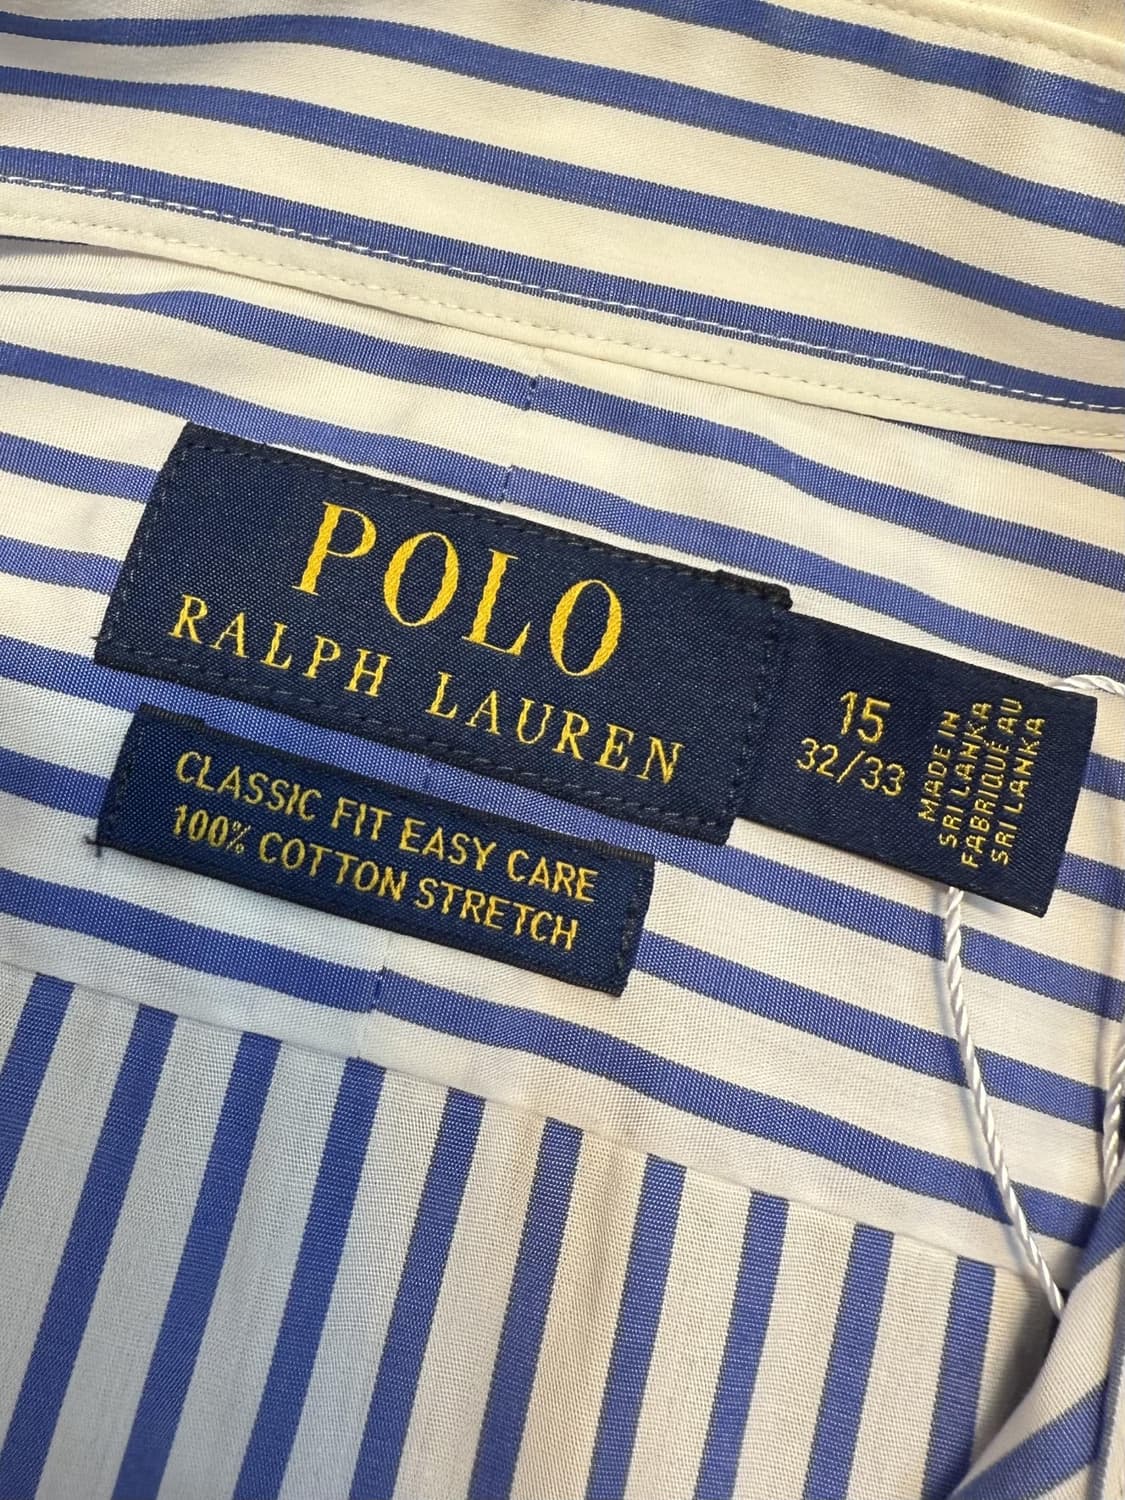 POLO
RALPH LAUREN
15
32/33
MADE IN
SRI LANKA
FABRIQUÉ AU
SRI LANKA
CLASSIC FIT EASY CARE
100% COTTON STRETCH